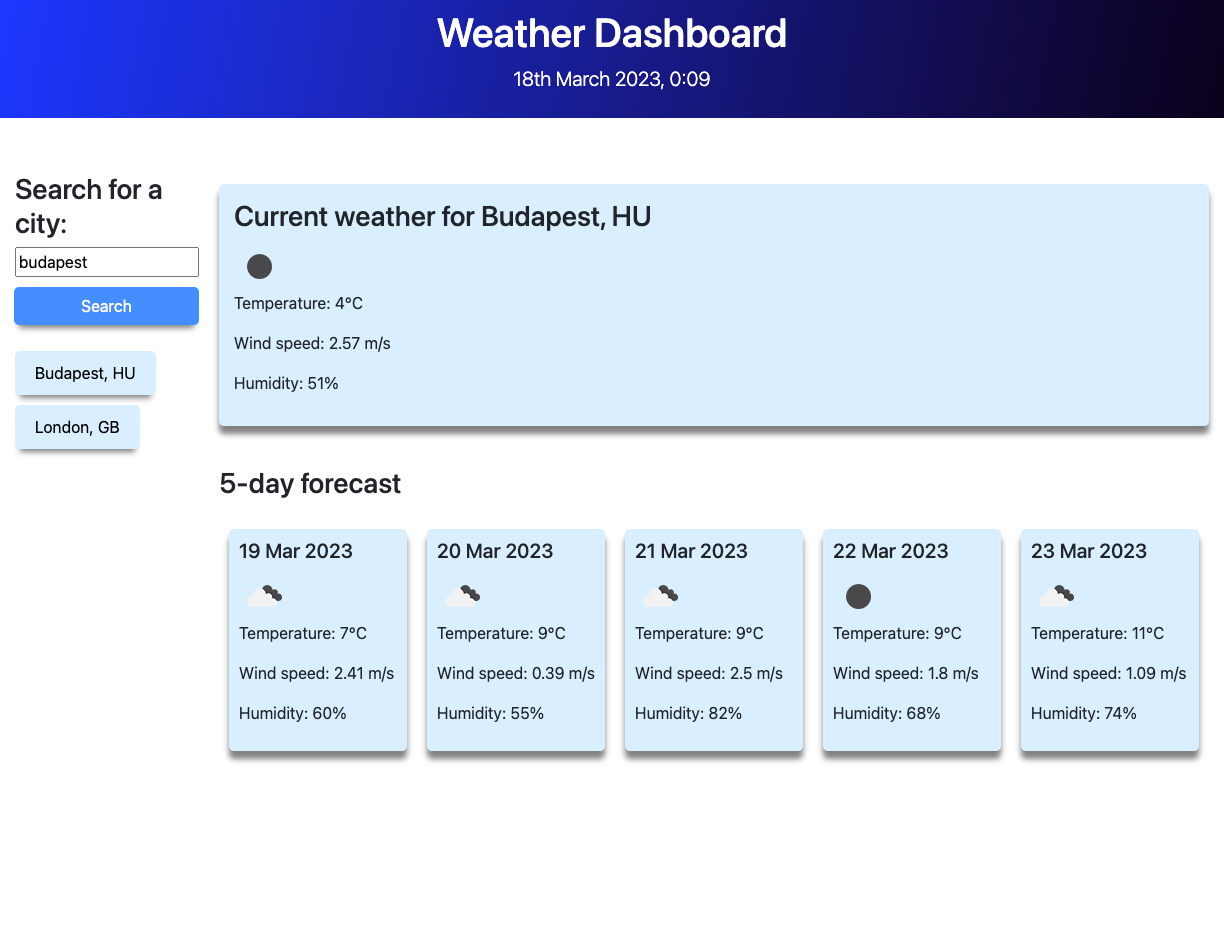 Weather Dashboard
18th March 2023, 0:09
Search for a
city:
budapest
Search
Budapest, HU
London, GB
Current weather for Budapest, HU
Temperature: 4°C
Wind speed: 2.57 m/s
Humidity: 51%
5-day forecast
19 Mar 2023
Temperature: 7°C
Wind speed: 2.41 m/s
Humidity: 60%
20 Mar 2023
Temperature: 9°C
Wind speed: 0.39 m/s
Humidity: 55%
21 Mar 2023
Temperature: 9°C
Wind speed: 2.5 m/s
Humidity: 82%
22 Mar 2023
Temperature: 9°C
Wind speed: 1.8 m/s
Humidity: 68%
23 Mar 2023
Temperature: 11°C
Wind speed: 1.09 m/s
Humidity: 74%